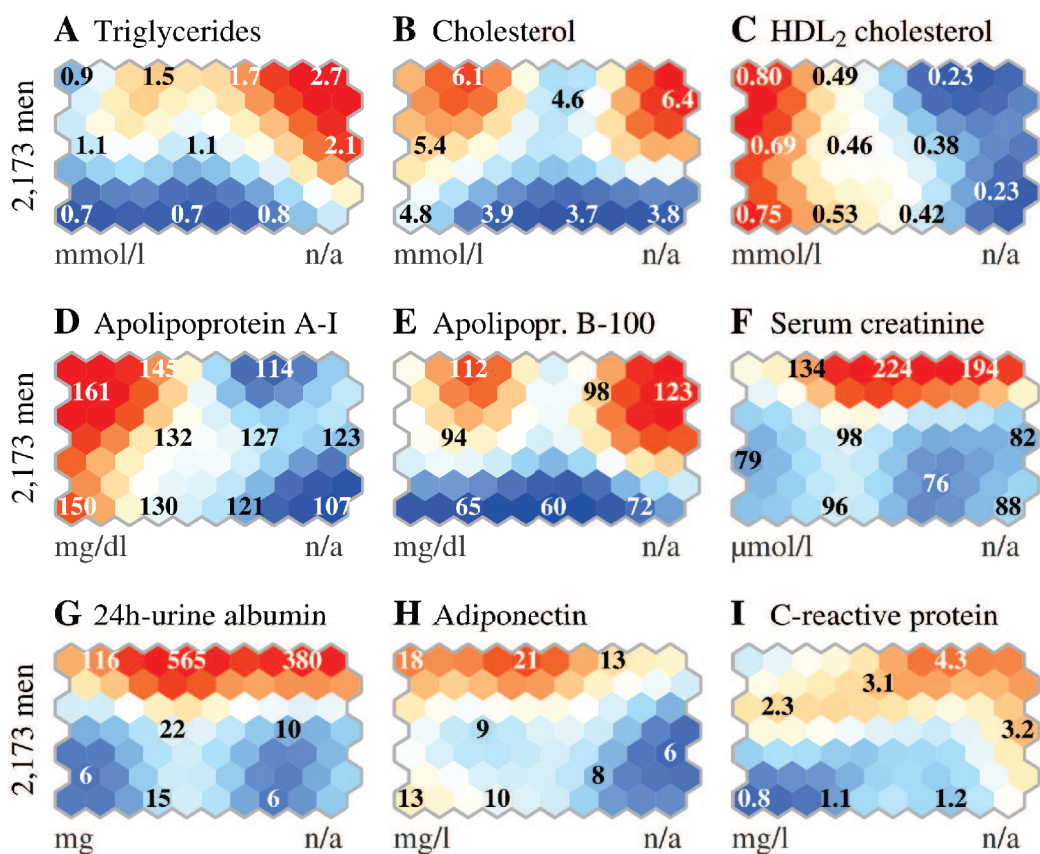 A Triglycerides
B Cholesterol
C HDL₂ cholesterol
2,173 men
0.9 1.5 1.7 2.7
1.1 1.1 2.1
0.7 0.7 0.8
mmol/l n/a
6.1 4.6 6.4
5.4
4.8 3.9 3.7 3.8
mmol/l n/a
0.80 0.49 0.23
0.69 0.46 0.38
0.23
0.75 0.53 0.42
mmol/l n/a
D Apolipoprotein A-I
E Apolipopr. B-100
F Serum creatinine
2,173 men
145 114
161
132 127 123
150 130 121 107
mg/dl n/a
112 98 123
94
65 60 72
mg/dl n/a
134 224 194
98 82
79
76
96 88
µmol/l n/a
G 24h-urine albumin
H Adiponectin
I C-reactive protein
2,173 men
116 565 380
22 10
6
15 6
mg n/a
18 21 13
9
6
8
13 10
mg/l n/a
4.3
3.1
2.3
3.2
0.8 1.1 1.2
mg/l n/a